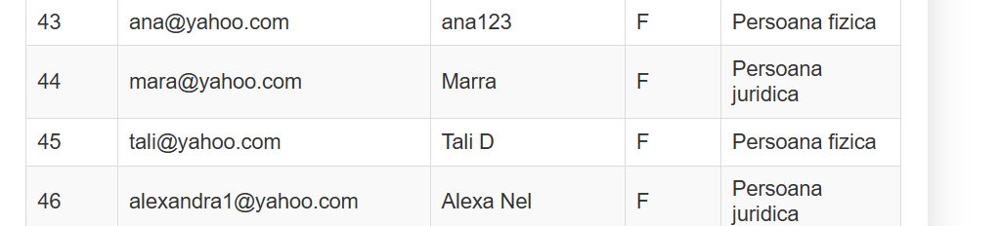 43 ana@yahoo.com ana123 F Persoana fizica
44 mara@yahoo.com Marra F Persoana
juridica
45 tali@yahoo.com Tali D F Persoana fizica
46 alexandra1@yahoo.com Alexa Nel F Persoana
juridica